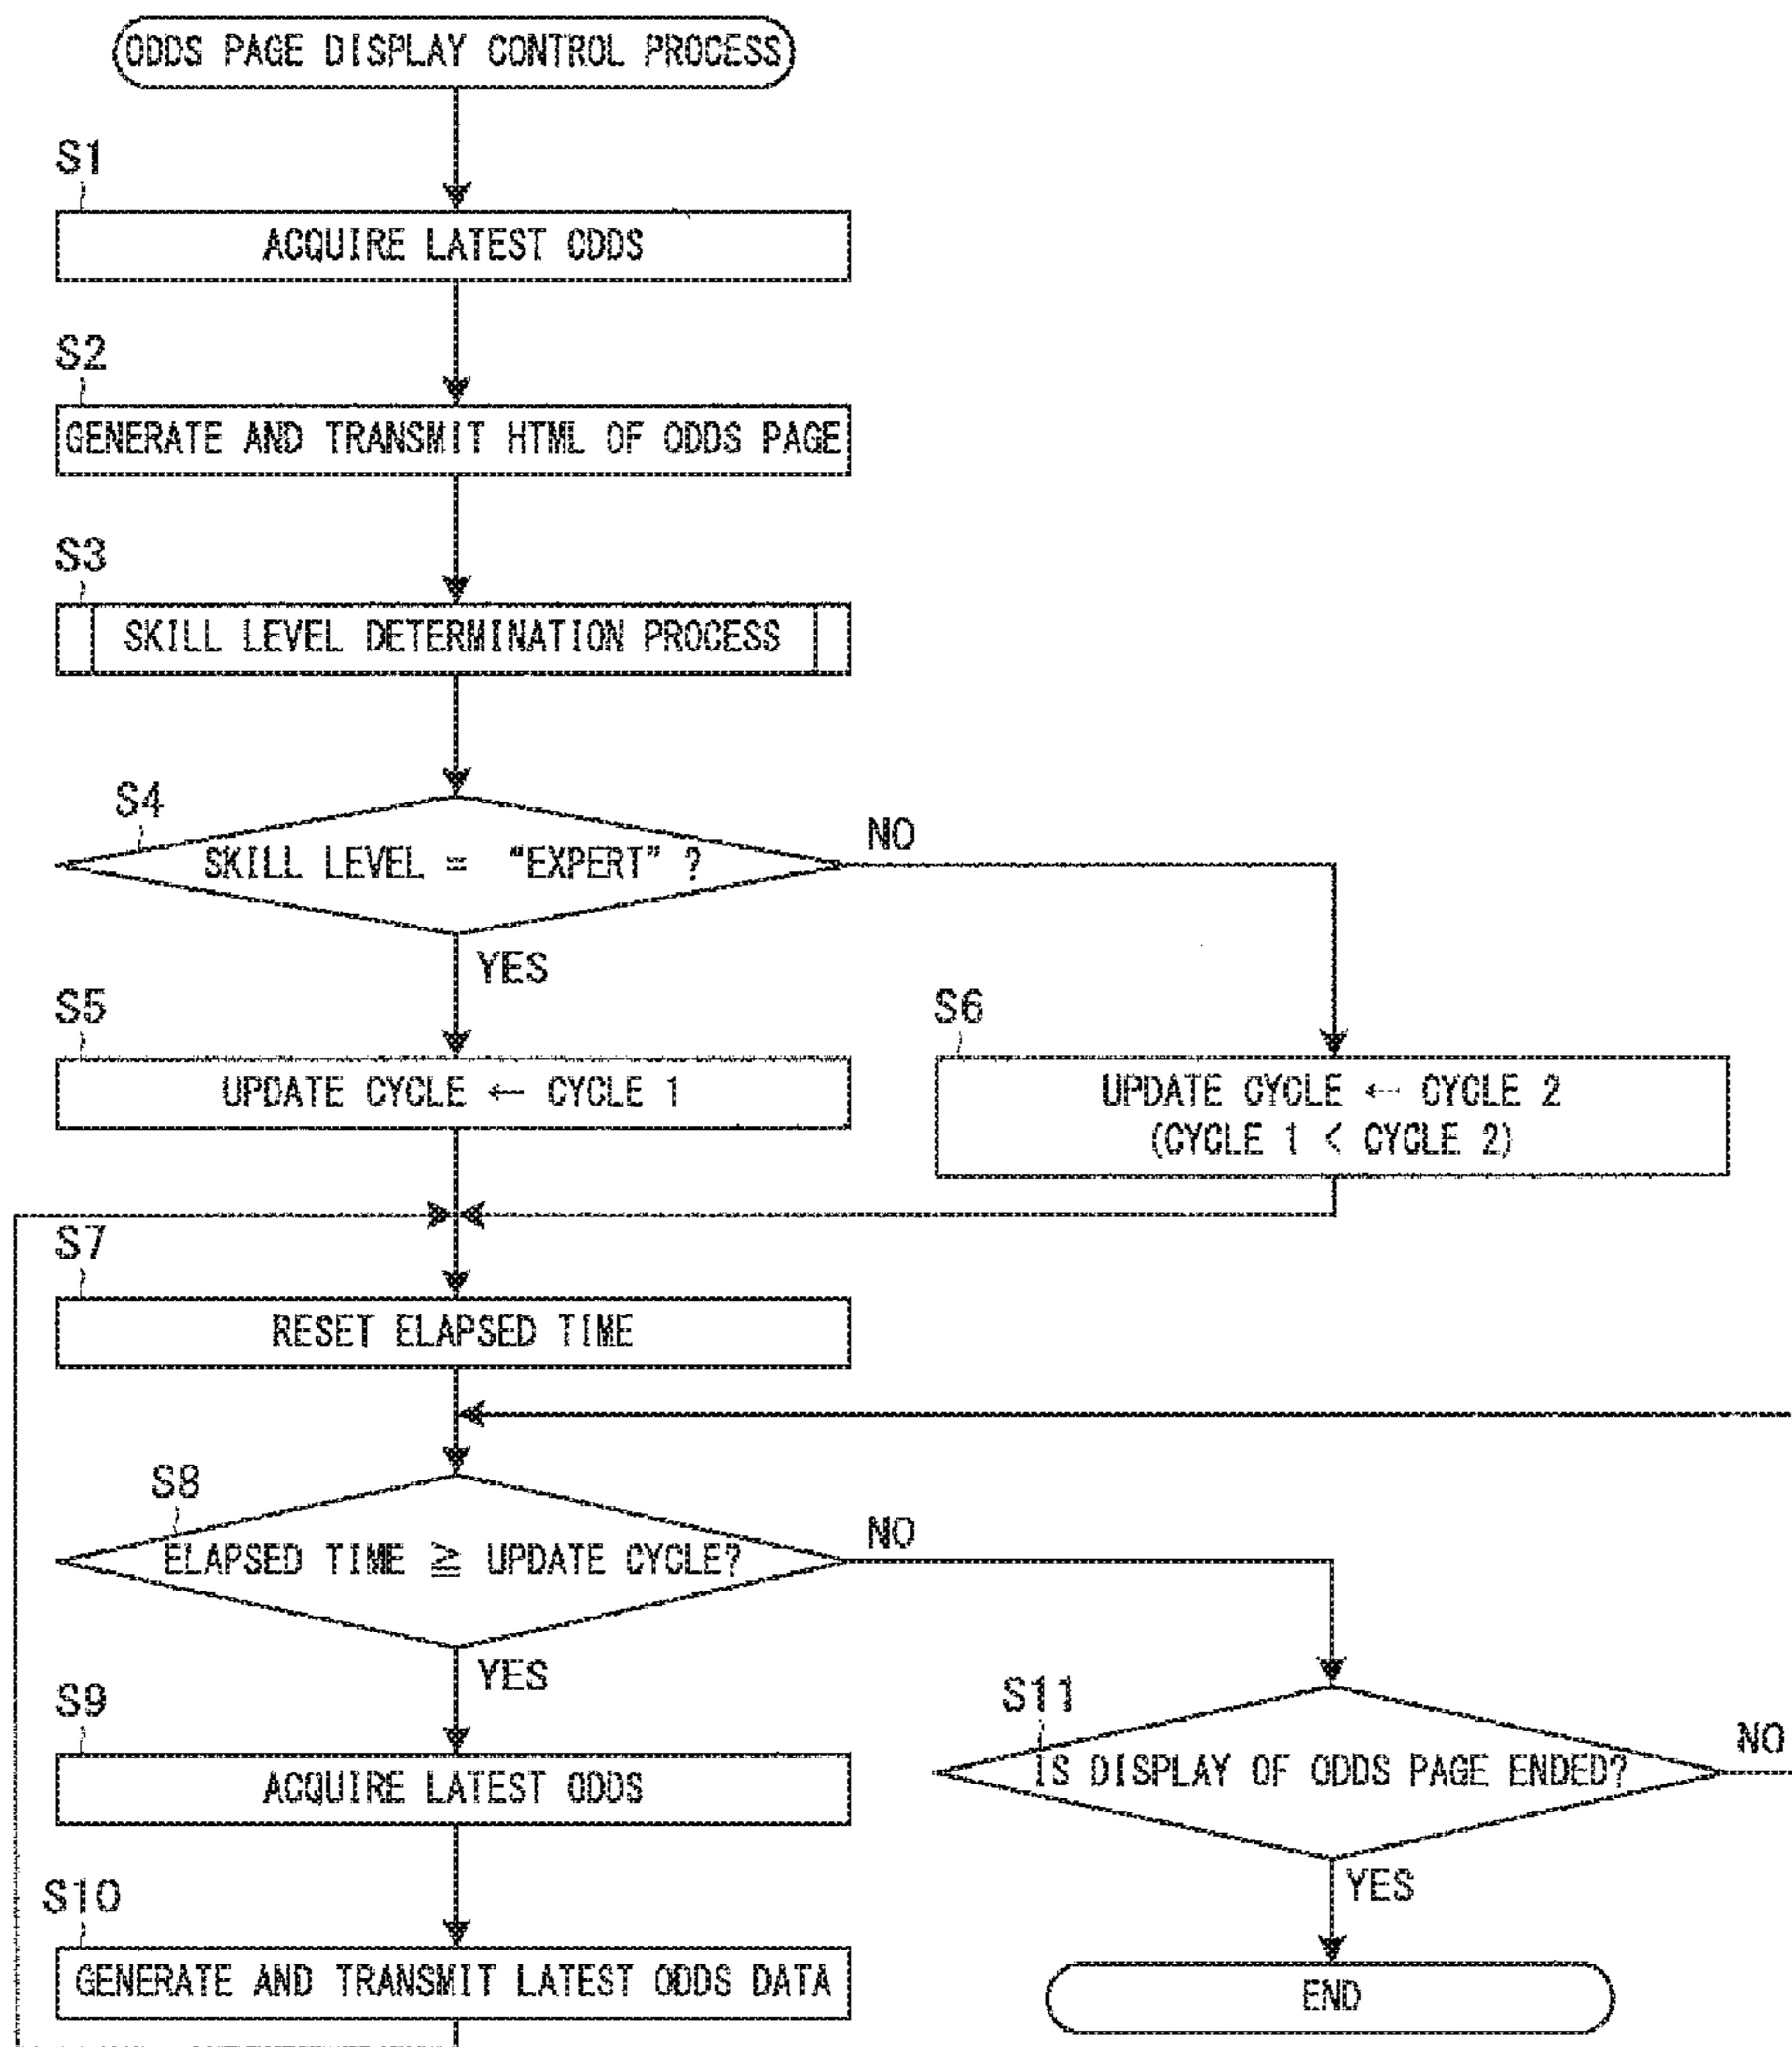 ODDS PAGE DISPLAY CONTROL PROCESS
S1
ACQUIRE LATEST ODDS
S2
GENERATE AND TRANSMIT HTML OF ODDS PAGE
S3
SKILL LEVEL DETERMINATION PROCESS
S4
SKILL LEVEL = “EXPERT” ?
NO
YES
S5
UPDATE CYCLE ← CYCLE 1
S6
UPDATE CYCLE ← CYCLE 2
(CYCLE 1 < CYCLE 2)
S7
RESET ELAPSED TIME
S8
ELAPSED TIME ≧ UPDATE CYCLE?
NO
YES
S9
ACQUIRE LATEST ODDS
S11
IS DISPLAY OF ODDS PAGE ENDED?
NO
YES
S10
GENERATE AND TRANSMIT LATEST ODDS DATA
END